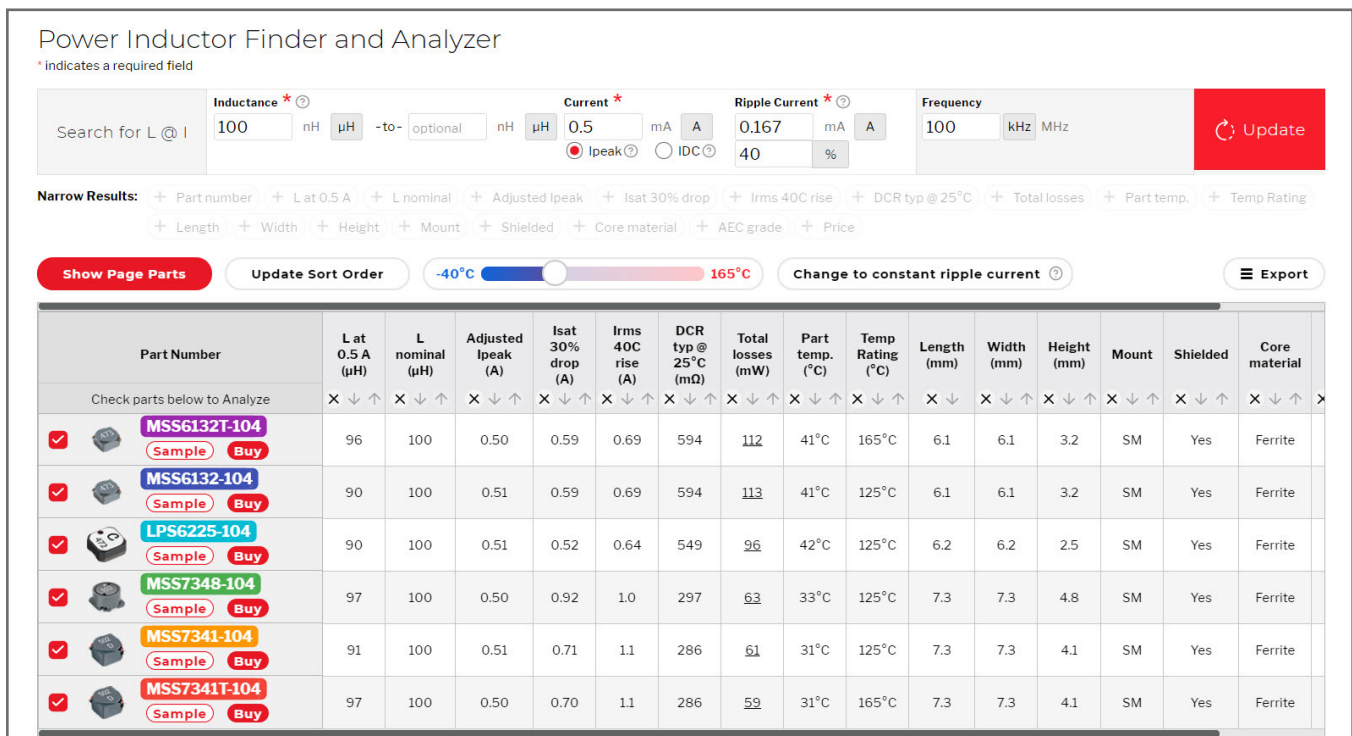 Power Inductor Finder and Analyzer
* indicates a required field
Search for L @ I
Inductance * ?
100 nH µH -to- optional nH µH
Current *
0.5 mA A
Ipeak ? IDC ?
Ripple Current * ?
0.167 mA A
40 %
Frequency
100 kHz MHz
Update
Narrow Results: + Part number + L at 0.5 A + L nominal + Adjusted Ipeak + Isat 30% drop + Irms 40C rise + DCR typ @ 25°C + Total losses + Part temp. + Temp Rating
+ Length + Width + Height + Mount + Shielded + Core material + AEC grade + Price
Show Page Parts Update Sort Order -40°C 165°C Change to constant ripple current ? Export
Part Number L at 0.5 A (µH) L nominal (µH) Adjusted Ipeak (A) Isat 30% drop (A) Irms 40C rise (A) DCR typ @ 25°C (mΩ) Total losses (mW) Part temp. (°C) Temp Rating (°C) Length (mm) Width (mm) Height (mm) Mount Shielded Core material
Check parts below to Analyze X ↓ ↑ X ↓ ↑ X ↓ ↑ X ↓ ↑ X ↓ ↑ X ↓ ↑ X ↓ ↑ X ↓ ↑ X ↓ ↑ X ↓ X ↓ ↑ X ↓ ↑ X ↓ ↑ X ↓ ↑ X ↓ ↑ X
MSS6132T-104
Sample Buy
96 100 0.50 0.59 0.69 594 112 41°C 165°C 6.1 6.1 3.2 SM Yes Ferrite
MSS6132-104
Sample Buy
90 100 0.51 0.59 0.69 594 113 41°C 125°C 6.1 6.1 3.2 SM Yes Ferrite
LPS6225-104
Sample Buy
90 100 0.51 0.52 0.64 549 96 42°C 125°C 6.2 6.2 2.5 SM Yes Ferrite
MSS7348-104
Sample Buy
97 100 0.50 0.92 1.0 297 63 33°C 125°C 7.3 7.3 4.8 SM Yes Ferrite
MSS7341-104
Sample Buy
91 100 0.51 0.71 1.1 286 61 31°C 125°C 7.3 7.3 4.1 SM Yes Ferrite
MSS7341T-104
Sample Buy
97 100 0.50 0.70 1.1 286 59 31°C 165°C 7.3 7.3 4.1 SM Yes Ferrite